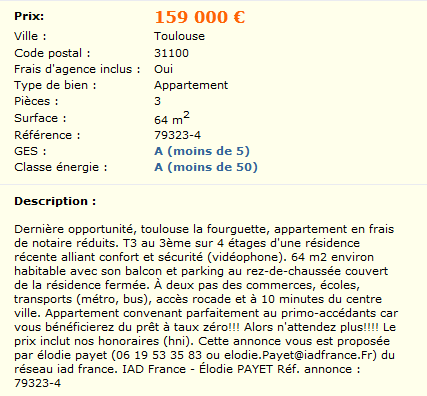 Prix: 159 000 €
Ville : Toulouse
Code postal : 31100
Frais d'agence inclus : Oui
Type de bien : Appartement
Pièces : 3
Surface : 64 m2
Référence : 79323-4
GES : A (moins de 5)
Classe énergie : A (moins de 50)
Description :
Dernière opportunité, toulouse la fourguette, appartement en frais
de notaire réduits. T3 au 3ème sur 4 étages d'une résidence
récente alliant confort et sécurité (vidéophone). 64 m2 environ
habitable avec son balcon et parking au rez-de-chaussée couvert
de la résidence fermée. À deux pas des commerces, écoles,
transports (métro, bus), accès rocade et à 10 minutes du centre
ville. Appartement convenant parfaitement au primo-accédants car
vous bénéficierez du prêt à taux zéro!!! Alors n'attendez plus!!!! Le
prix inclut nos honoraires (hni). Cette annonce vous est proposée
par élodie payet (06 19 53 35 83 ou elodie.Payet@iadfrance.Fr) du
réseau iad france. IAD France - Élodie PAYET Réf. annonce :
79323-4